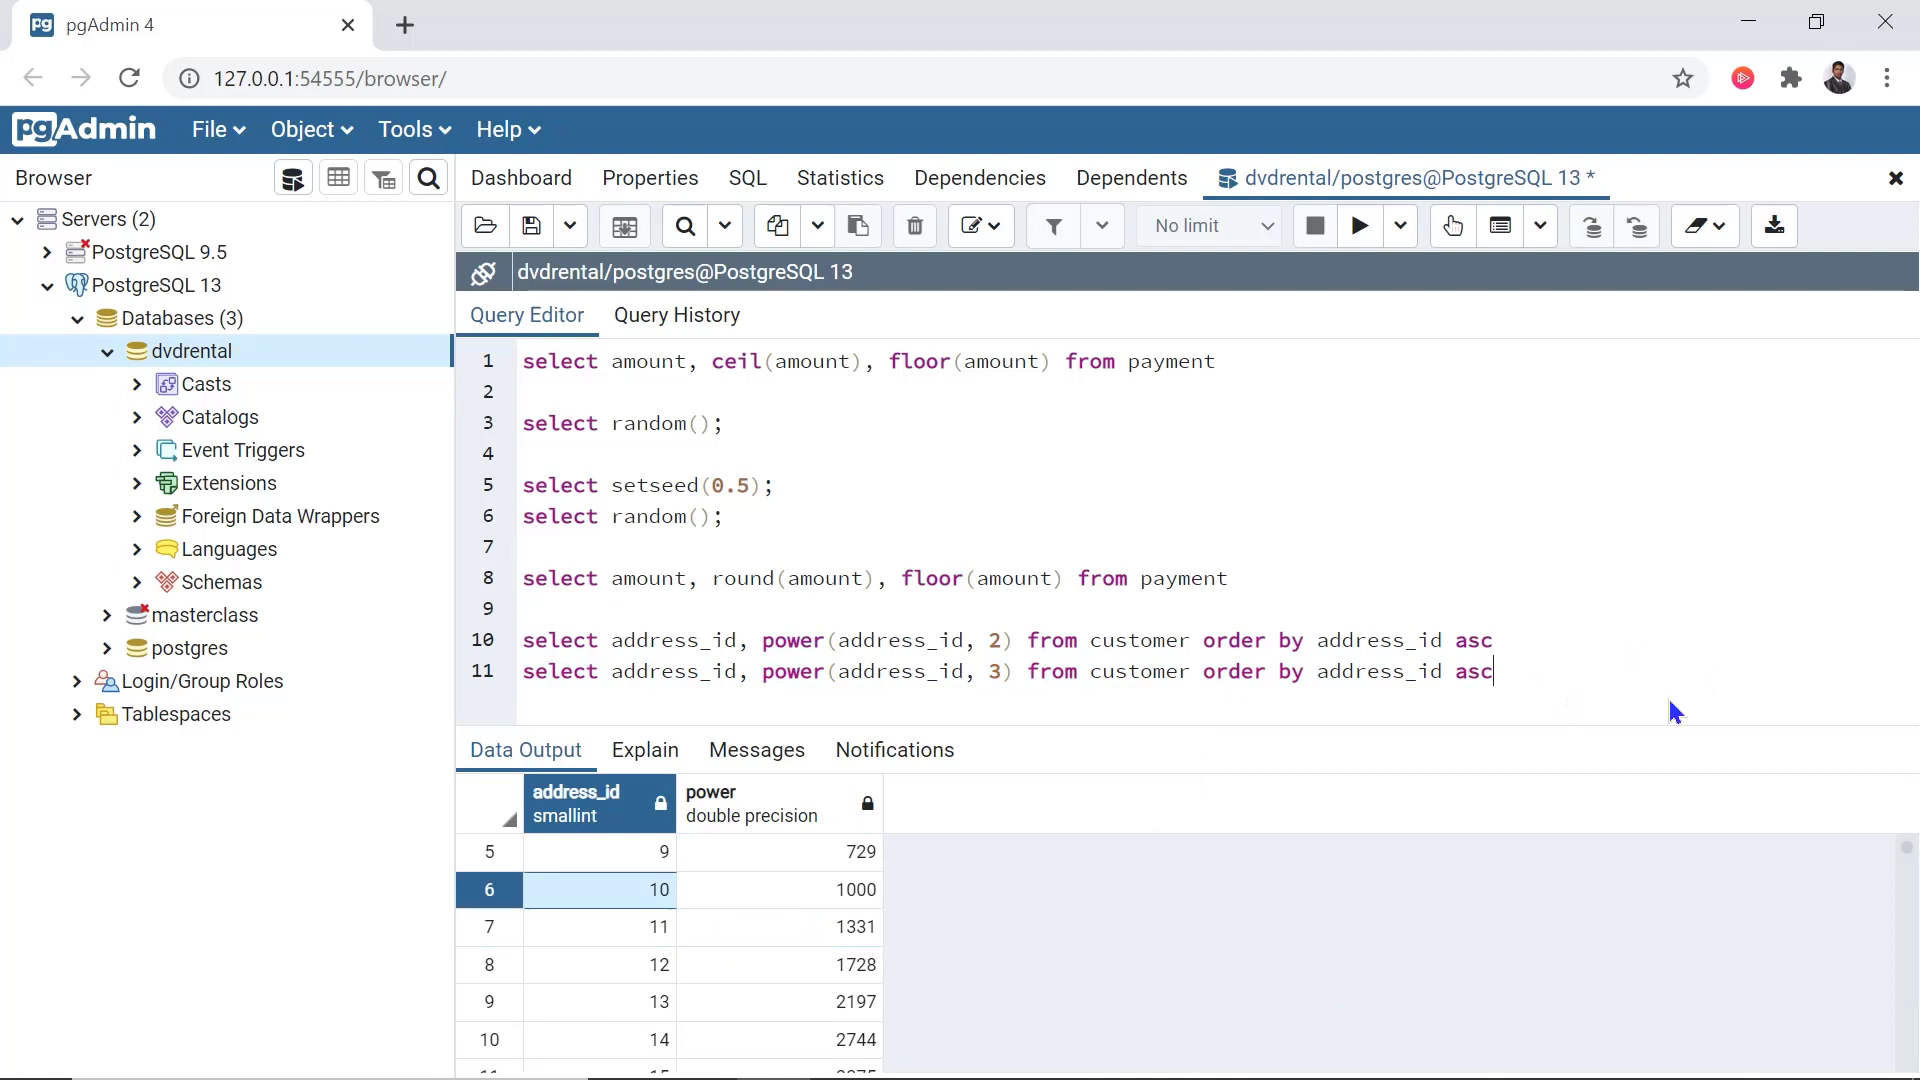 pgAdmin 4
127.0.0.1:54555/browser/
pgAdmin File Object Tools Help
Browser
Dashboard Properties SQL Statistics Dependencies Dependents dvdrental/postgres@PostgreSQL 13 *
Servers (2)
PostgreSQL 9.5
PostgreSQL 13
Databases (3)
dvdrental
Casts
Catalogs
Event Triggers
Extensions
Foreign Data Wrappers
Languages
Schemas
masterclass
postgres
Login/Group Roles
Tablespaces
No limit
dvdrental/postgres@PostgreSQL 13
Query Editor Query History
1 select amount, ceil(amount), floor(amount) from payment
2
3 select random();
4
5 select setseed(0.5);
6 select random();
7
8 select amount, round(amount), floor(amount) from payment
9
10 select address_id, power(address_id, 2) from customer order by address_id asc
11 select address_id, power(address_id, 3) from customer order by address_id asc
Data Output Explain Messages Notifications
address_id power
smallint double precision
5 9 729
6 10 1000
7 11 1331
8 12 1728
9 13 2197
10 14 2744